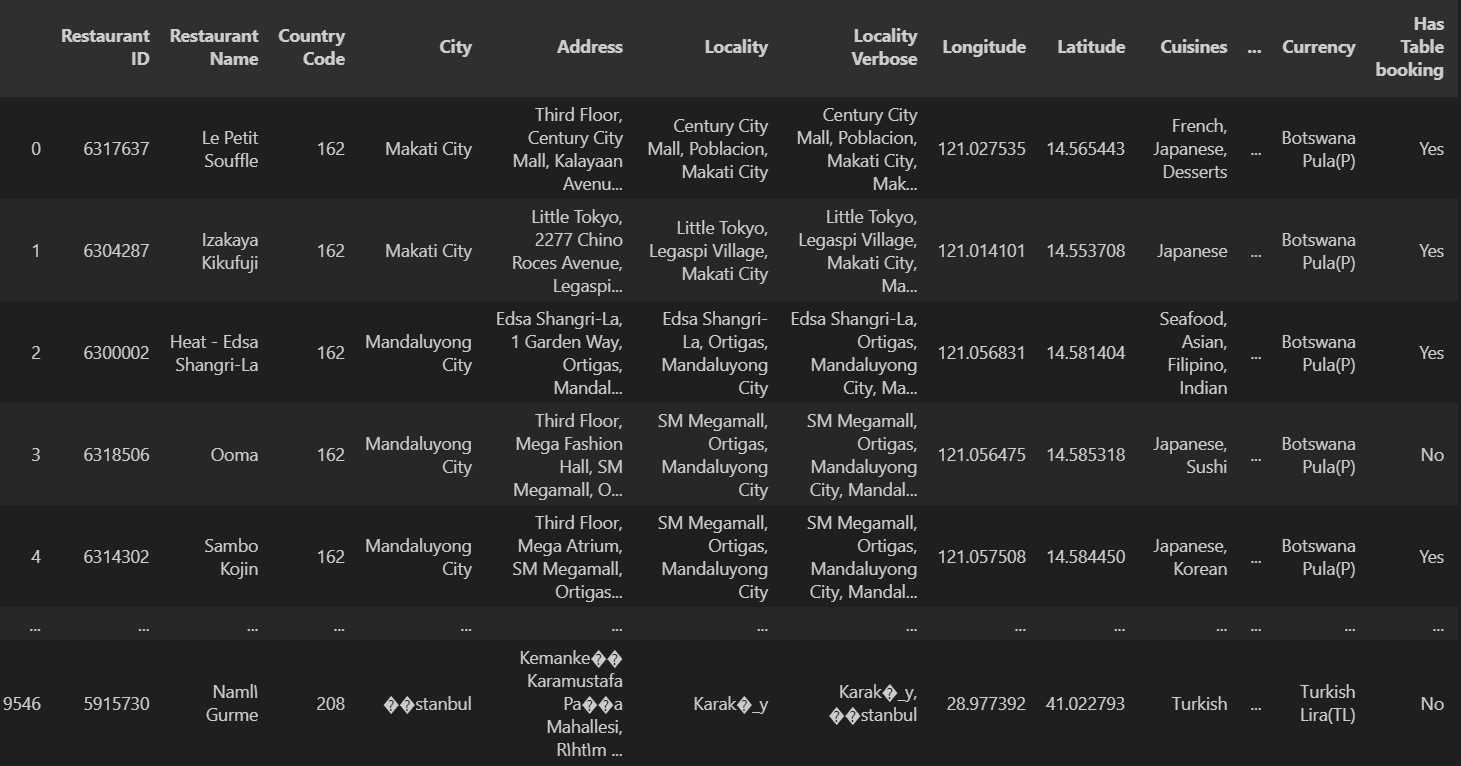 Restaurant ID Restaurant Name Country Code City Address Locality Locality Verbose Longitude Latitude Cuisines ... Currency Has Table booking
0 6317637 Le Petit Souffle 162 Makati City Third Floor, Century City Mall, Kalayaan Avenu... Century City Mall, Poblacion, Makati City Century City Mall, Poblacion, Makati City, Mak... 121.027535 14.565443 French, Japanese, Desserts ... Botswana Pula(P) Yes
1 6304287 Izakaya Kikufuji 162 Makati City Little Tokyo, 2277 Chino Roces Avenue, Legaspi... Little Tokyo, Legaspi Village, Makati City Little Tokyo, Legaspi Village, Makati City, Ma... 121.014101 14.553708 Japanese ... Botswana Pula(P) Yes
2 6300002 Heat - Edsa Shangri-La 162 Mandaluyong City Edsa Shangri-La, 1 Garden Way, Ortigas, Mandal... Edsa Shangri-La, Ortigas, Mandaluyong City Edsa Shangri-La, Ortigas, Mandaluyong City, Ma... 121.056831 14.581404 Seafood, Asian, Filipino, Indian ... Botswana Pula(P) Yes
3 6318506 Ooma 162 Mandaluyong City Third Floor, Mega Fashion Hall, SM Megamall, O... SM Megamall, Ortigas, Mandaluyong City SM Megamall, Ortigas, Mandaluyong City, Mandal... 121.056475 14.585318 Japanese, Sushi ... Botswana Pula(P) No
4 6314302 Sambo Kojin 162 Mandaluyong City Third Floor, Mega Atrium, SM Megamall, Ortigas... SM Megamall, Ortigas, Mandaluyong City SM Megamall, Ortigas, Mandaluyong City, Mandal... 121.057508 14.584450 Japanese, Korean ... Botswana Pula(P) Yes
... ... ... ... ... ... ... ... ... ... ... ... ... ...
9546 5915730 Naml۱ Gurme 208 ��stanbul Kemanke�� Karamustafa Pa��a Mahallesi, R۱ht۱m ... Karak�_y Karak�_y, ��stanbul 28.977392 41.022793 Turkish ... Turkish Lira(TL) No